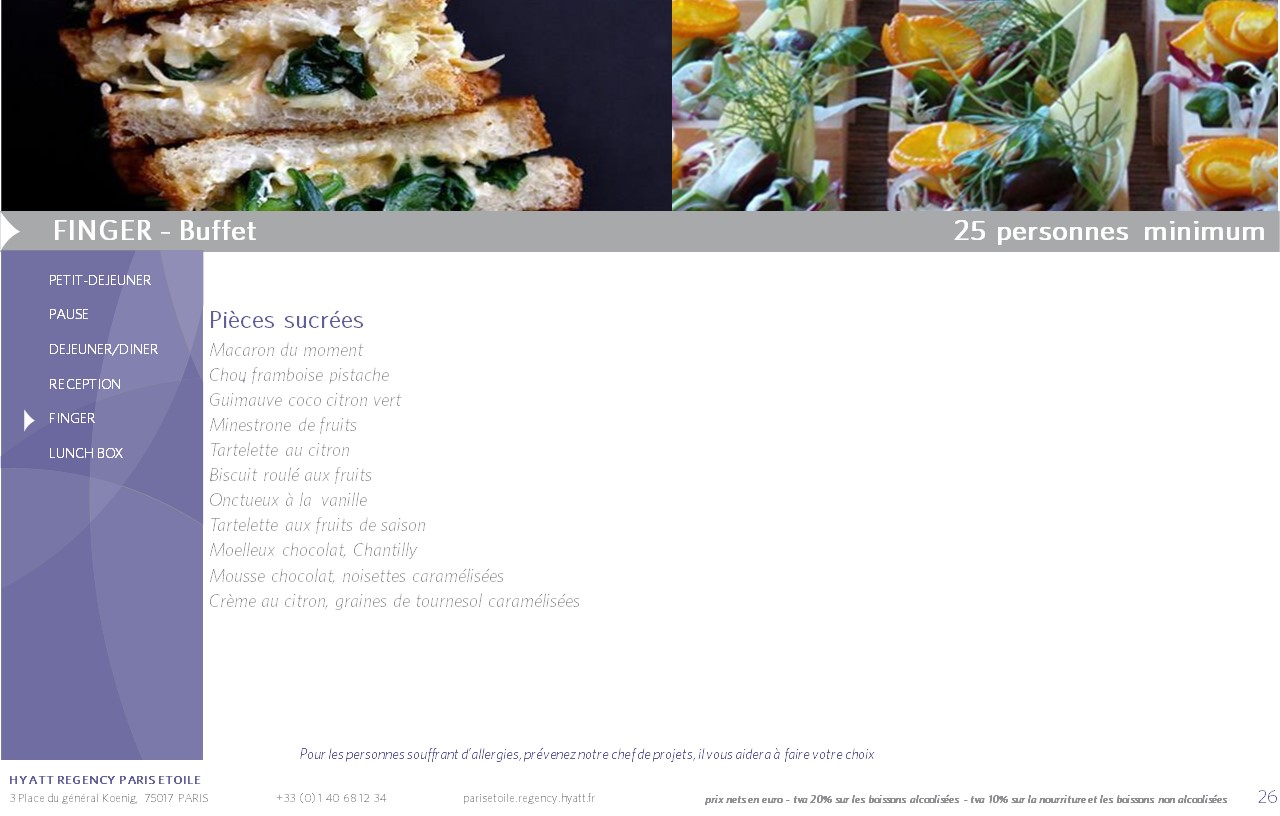 FINGER - Buffet 25 personnes minimum
PETIT-DEJEUNER
PAUSE
DEJEUNER/DINER
RECEPTION
FINGER
LUNCH BOX
Pièces sucrées
Macaron du moment
Chou framboise pistache
Guimauve coco citron vert
Minestrone de fruits
Tartelette au citron
Biscuit roulé aux fruits
Onctueux à la vanille
Tartelette aux fruits de saison
Moelleux chocolat, Chantilly
Mousse chocolat, noisettes caramélisées
Crème au citron, graines de tournesol caramélisées
Pour les personnes souffrant d'allergies, prévenez notre chef de projets, il vous aidera à faire votre choix
HYATT REGENCY PARIS ETOILE
3 Place du général Koenig, 75017 PARIS +33 (0) 1 40 68 12 34 parisetoile.regency.hyatt.fr prix nets en euro - tva 20% sur les boissons alcoolisées - tva 10% sur la nourriture et les boissons non alcoolisées 26